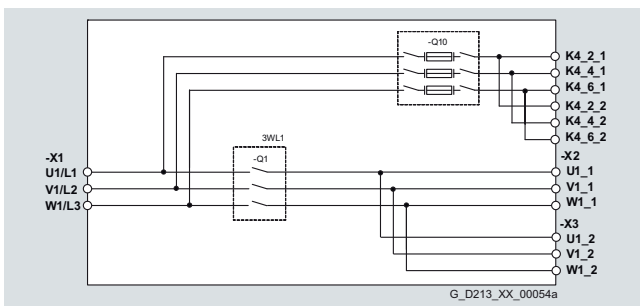 -Q10
K4_2_1
K4_4_1
K4_6_1
K4_2_2
K4_4_2
K4_6_2
3WL1
-X1
-Q1
-X2
U1/L1
U1_1
V1/L2
V1_1
W1/L3
W1_1
-X3
U1_2
V1_2
W1_2
G_D213_XX_00054a